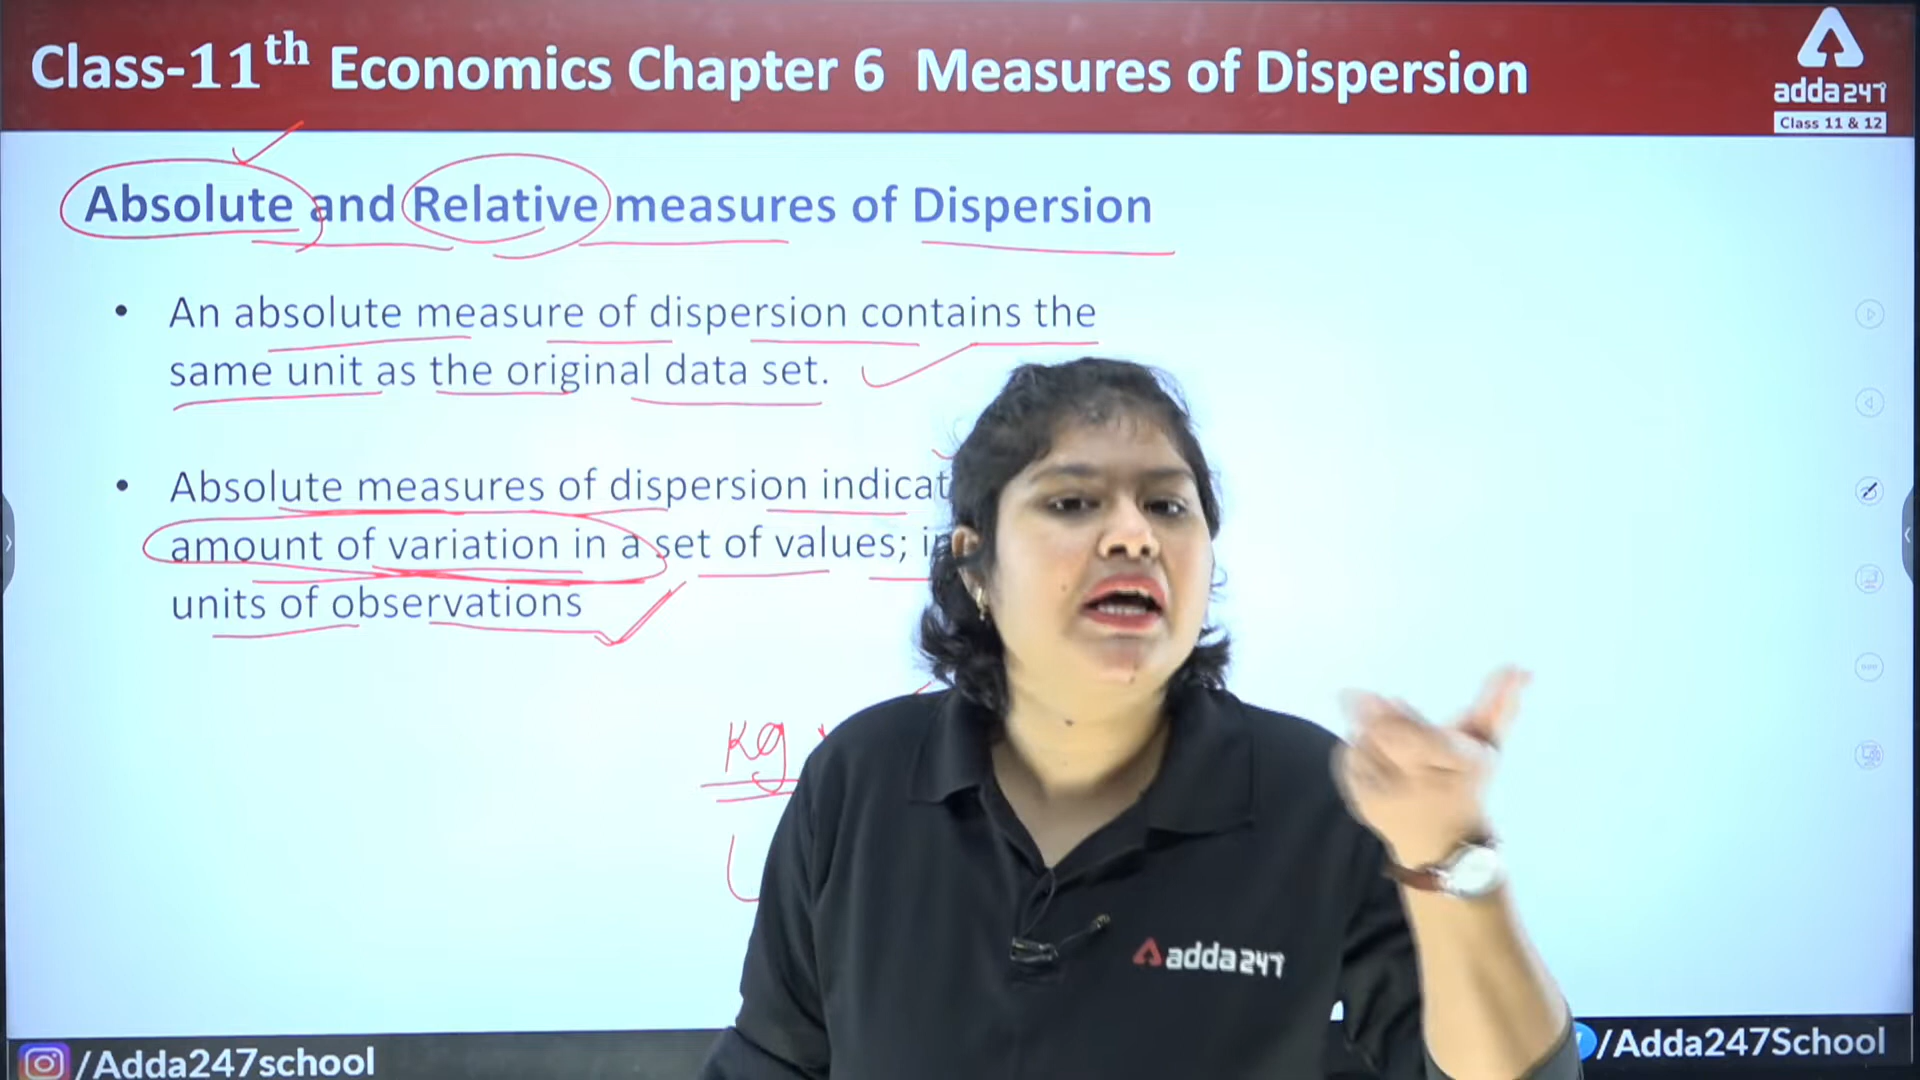 Class-11th Economics Chapter 6 Measures of Dispersion
adda247
Class 11 & 12
Absolute and Relative measures of Dispersion
• An absolute measure of dispersion contains the
same unit as the original data set.
• Absolute measures of dispersion
amount of variation in a set of values;
units of observations
Kg
adda247
/Adda247school
/Adda247School